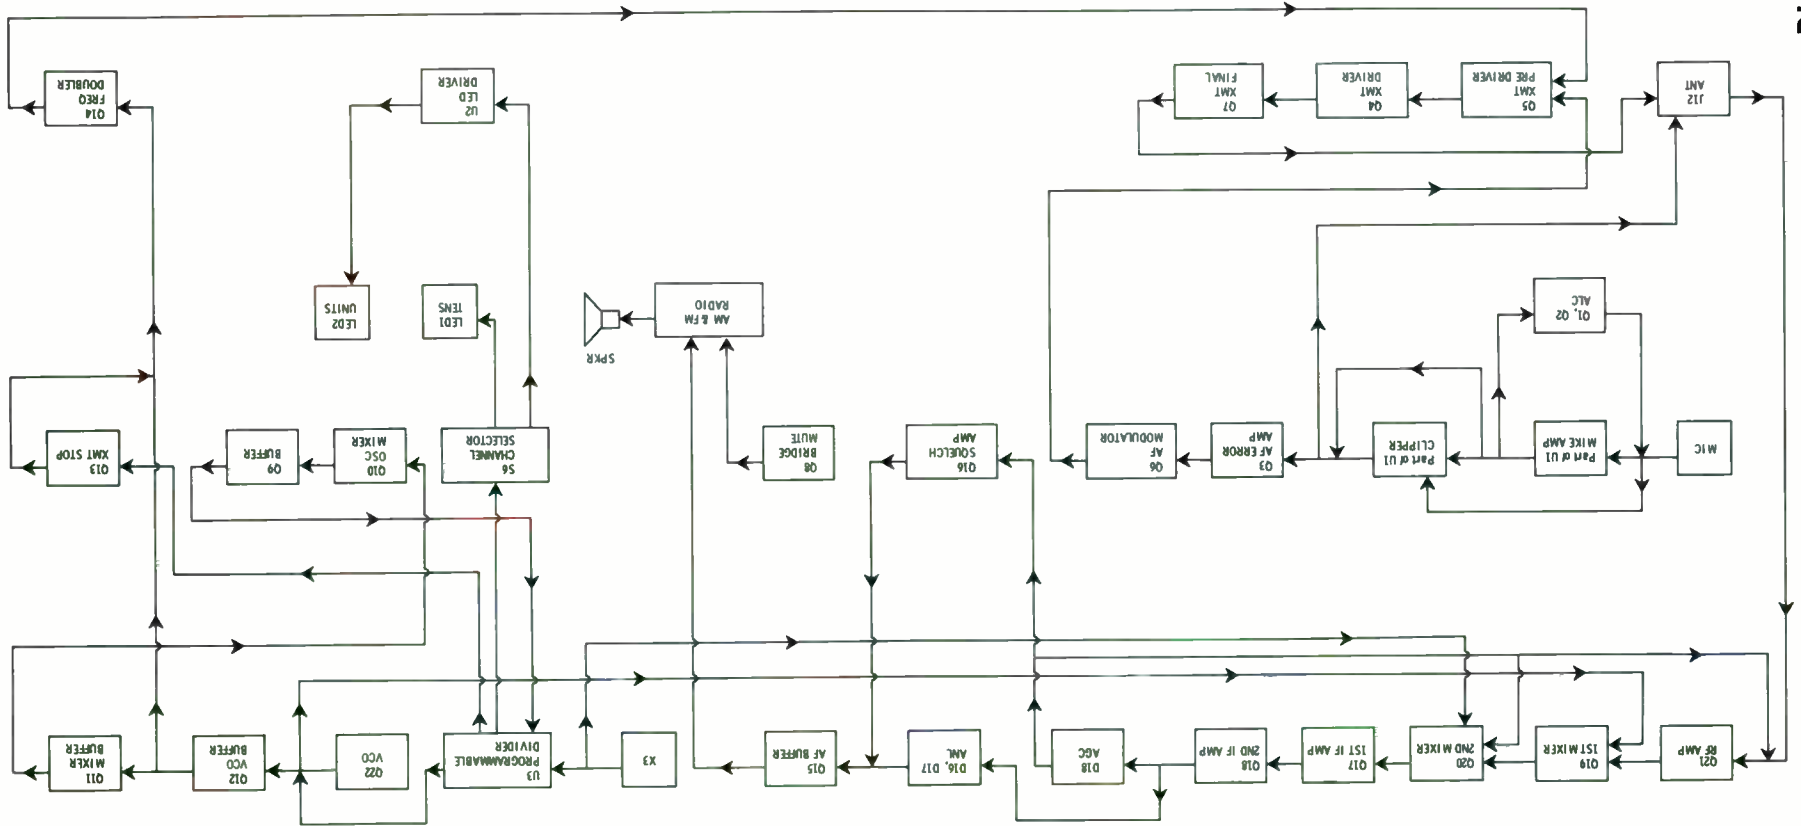 Q21
RF AMP
Q19
1ST MIXER
Q20
2ND MIXER
Q17
1ST IF AMP
Q18
2ND IF AMP
D18
AGC
D16, D17
ANL
Q15
AF BUFFER
X3
U3
PROGRAMMABLE
DIVIDER
Q22
VCO
Q12
VCO
BUFFER
Q11
MIXER
BUFFER
MIC
Part of U1
MIKE AMP
Part of U1
CLIPPER
Q3
AF ERROR
AMP
Q6
AF
MODULATOR
Q16
SQUELCH
AMP
Q8
BRIDGE
MUTE
S6
CHANNEL
SELECTOR
Q10
OSC
MIXER
Q9
BUFFER
Q13
XMT STOP
Q1, Q2
ALC
SPKR
AM & FM
RADIO
LED1
TENS
LED2
UNITS
J12
ANT
Q5
XMT
PRE DRIVER
Q4
XMT
DRIVER
Q7
XMT
FINAL
U2
LED
DRIVER
Q14
FREQ
DOUBLER